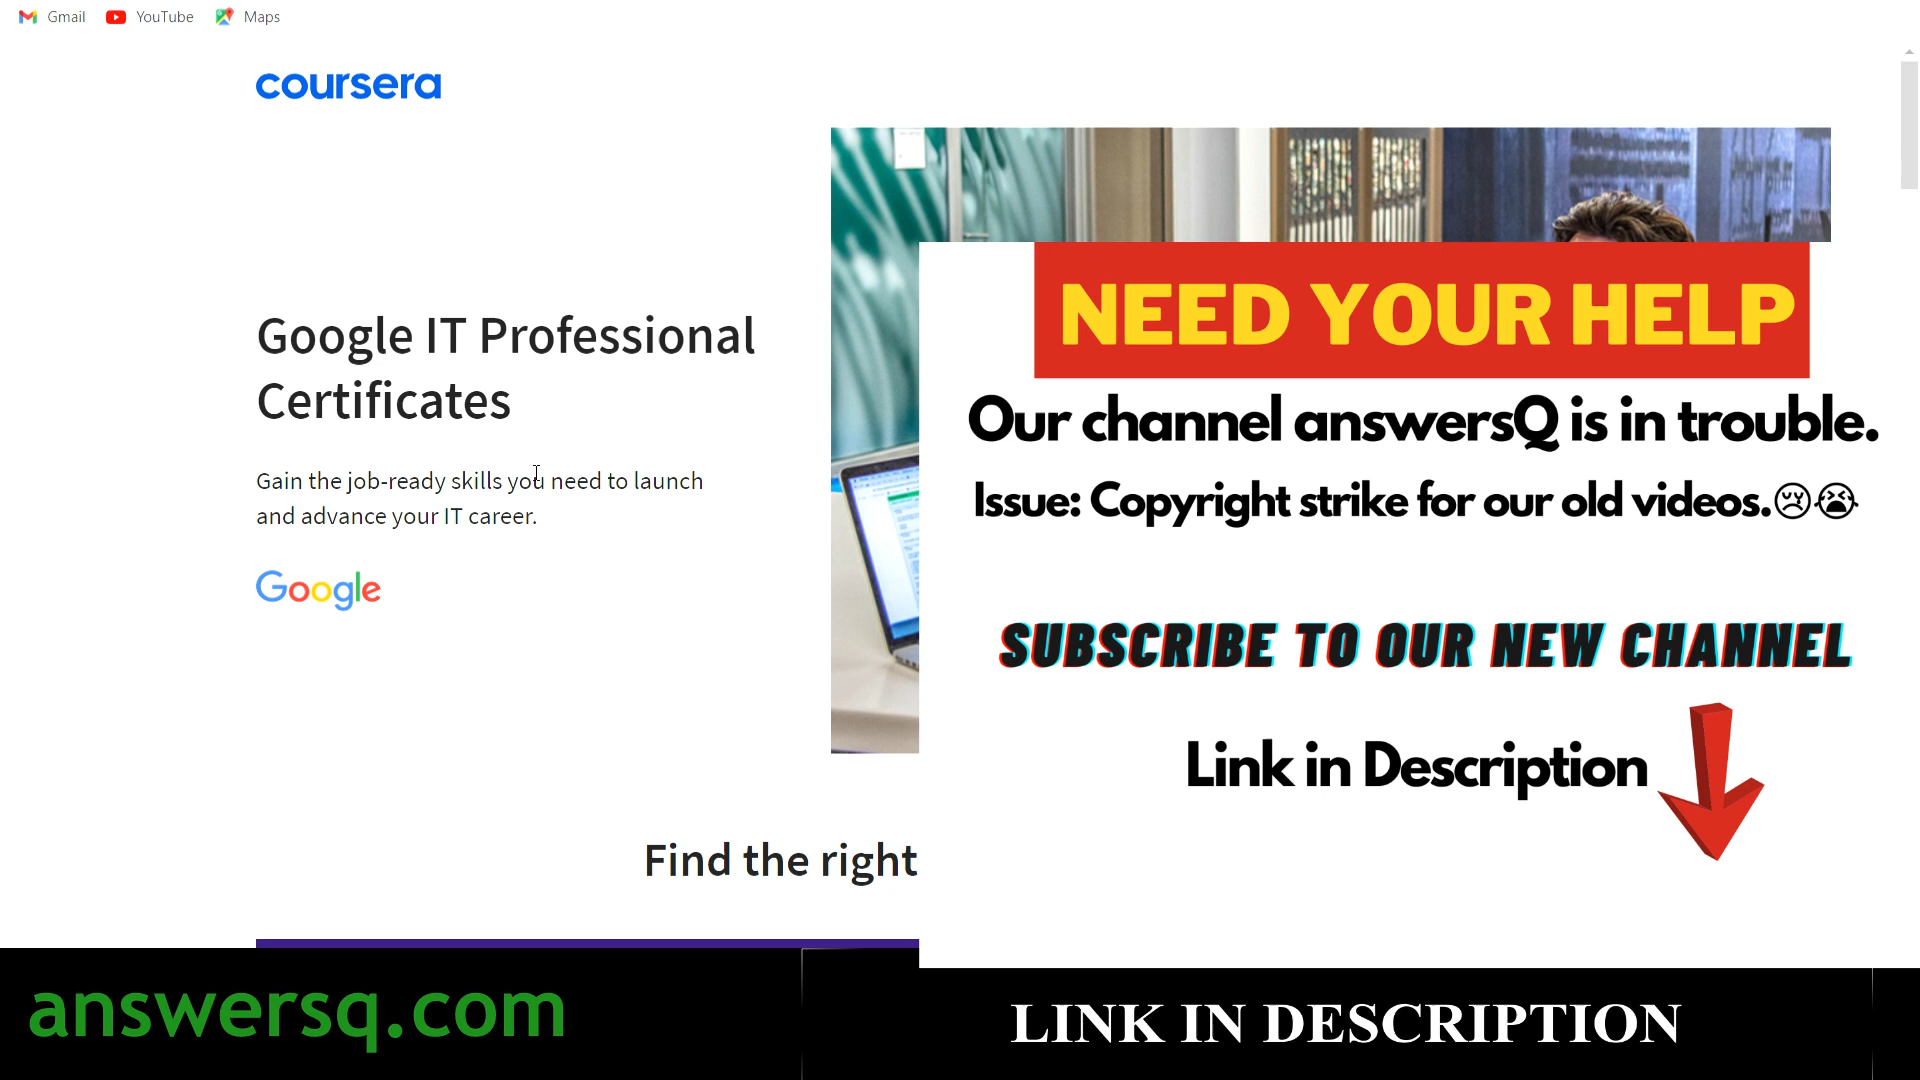 Gmail YouTube Maps
coursera
Google IT Professional
Certificates
Gain the job-ready skills you need to launch
and advance your IT career.
Google
Find the right
NEED YOUR HELP
Our channel answersQ is in trouble.
Issue: Copyright strike for our old videos.😢😭
SUBSCRIBE TO OUR NEW CHANNEL
Link in Description
answersq.com
LINK IN DESCRIPTION